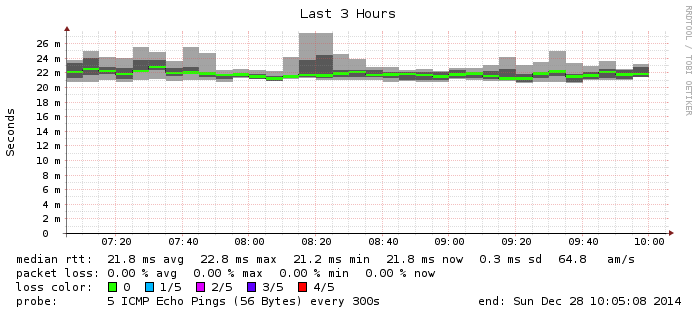 Last 3 Hours
RRDTOOL / TOBI OETIKER
Seconds
26 m
24 m
22 m
20 m
18 m
16 m
14 m
12 m
10 m
8 m
6 m
4 m
2 m
0
07:20 07:40 08:00 08:20 08:40 09:00 09:20 09:40 10:00
median rtt: 21.8 ms avg 22.8 ms max 21.2 ms min 21.8 ms now 0.3 ms sd 64.8 am/s
packet loss: 0.00 % avg 0.00 % max 0.00 % min 0.00 % now
loss color: 0 1/5 2/5 3/5 4/5
probe: 5 ICMP Echo Pings (56 Bytes) every 300s end: Sun Dec 28 10:05:08 2014